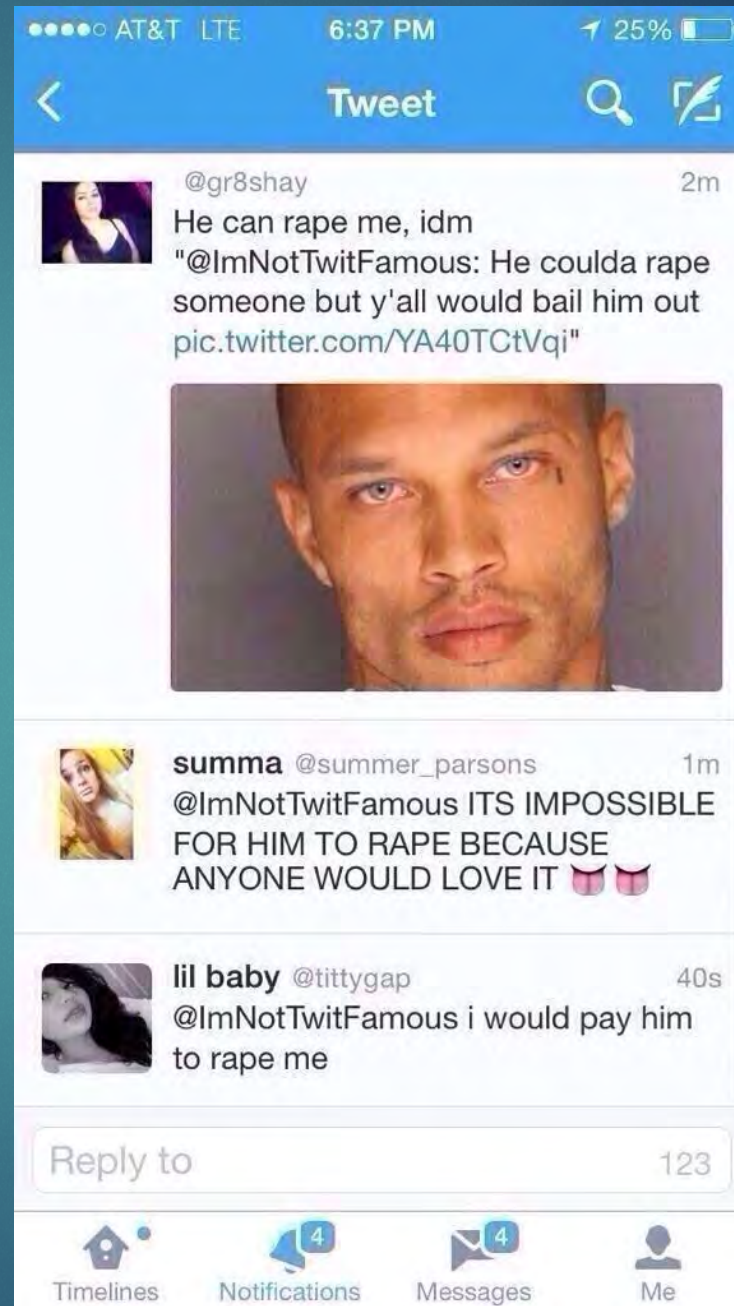 AT&T LTE 6:37 PM 25%
Tweet
@gr8shay 2m
He can rape me, idm
"@ImNotTwitFamous: He coulda rape
someone but y'all would bail him out
pic.twitter.com/YA40TCtVqi"
summa @summer_parsons 1m
@ImNotTwitFamous ITS IMPOSSIBLE
FOR HIM TO RAPE BECAUSE
ANYONE WOULD LOVE IT 👅👅
lil baby @tittygap 40s
@ImNotTwitFamous i would pay him
to rape me
Reply to 123
4 4
Timelines Notifications Messages Me